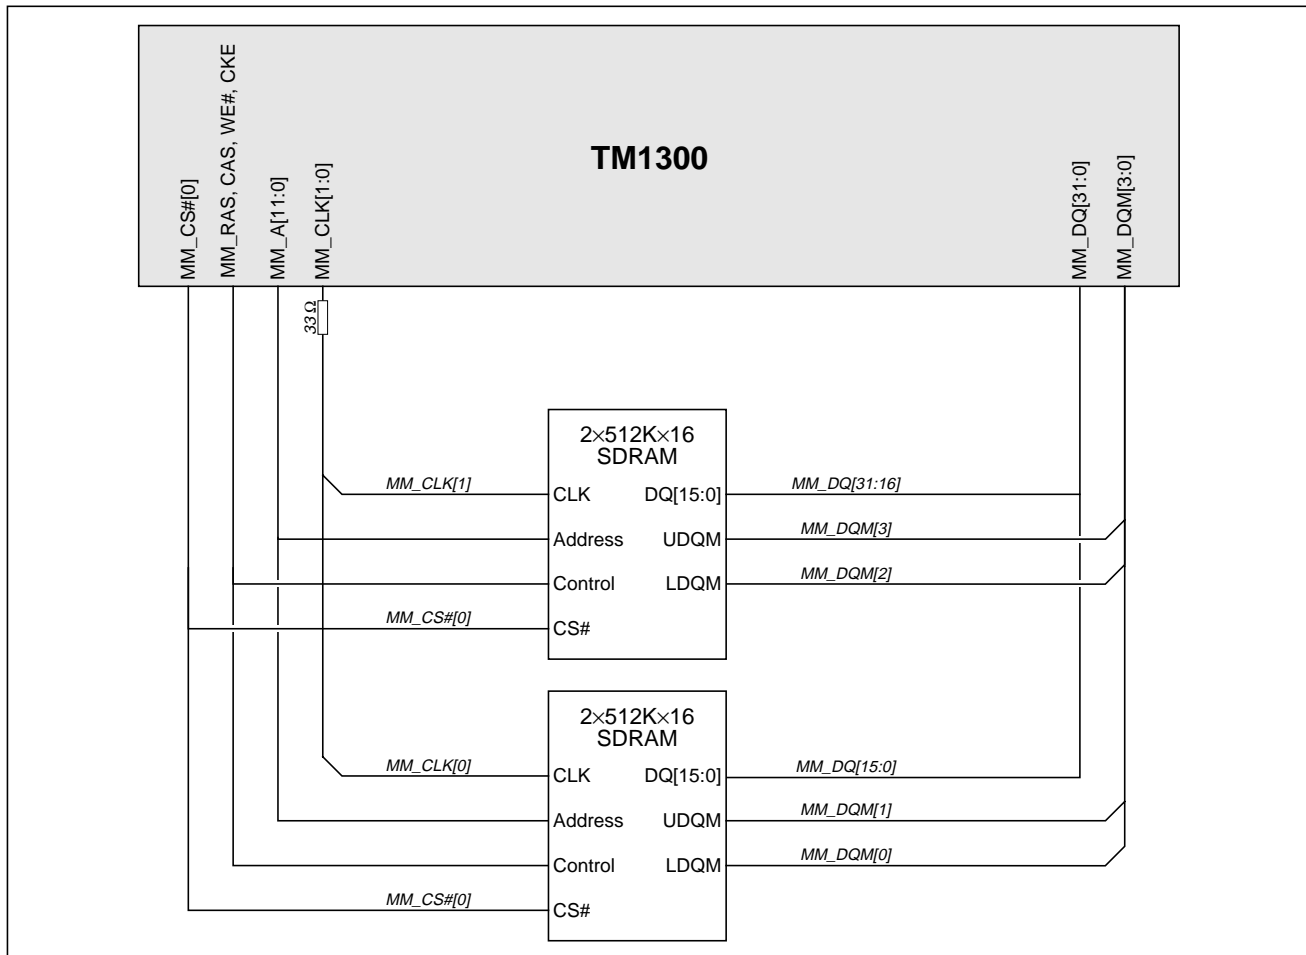 MM_CS#[0]
MM_RAS, CAS, WE#, CKE
MM_A[11:0]
MM_CLK[1:0]
TM1300
MM_DQ[31:0]
MM_DQM[3:0]
33 Ω
2×512K×16
SDRAM
MM_CLK[1]
CLK
DQ[15:0]
MM_DQ[31:16]
Address
UDQM
MM_DQM[3]
Control
LDQM
MM_DQM[2]
MM_CS#[0]
CS#
2×512K×16
SDRAM
MM_CLK[0]
CLK
DQ[15:0]
MM_DQ[15:0]
Address
UDQM
MM_DQM[1]
Control
LDQM
MM_DQM[0]
MM_CS#[0]
CS#